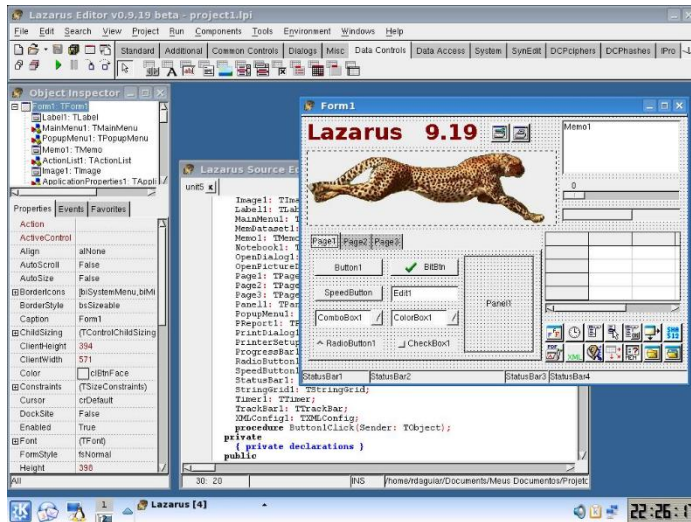 Lazarus Editor v0.9.19 beta - project1.lpi
File Edit Search View Project Run Components Tools Environment Windows Help
Standard Additional Common Controls Dialogs Misc Data Controls Data Access System SynEdit DCPciphers DCPhashes IPro
Object Inspector
Form1: TForm1
Label1: TLabel
MainMenu1: TMainMenu
PopupMenu1: TPopupMenu
Memo1: TMemo
ActionList1: TActionList
Image1: TImage
ApplicationProperties1: TAppli
Properties Events Favorites
Action
ActiveControl
Align alNone
AutoScroll False
AutoSize False
BorderIcons [biSystemMenu,biMi
BorderStyle bsSizeable
Caption Form1
ChildSizing (TControlChildSizing
ClientHeight 394
ClientWidth 571
Color clBtnFace
Constraints (TSizeConstraints)
Cursor crDefault
DockSite False
Enabled True
Font (TFont)
FormStyle fsNormal
Height 398
All
Lazarus Source E
unit5
Image1: TIma
Label1: TLab
MainMenu1: T
MemDataset1:
Memo1: TMemo
Notebook1: T
OpenDialog1:
OpenPictureD
Page1: TPage
Page2: TPage
Page3: TPage
Panel1: TPan
PopupMenu1:
PReport1: TP
PrintDialog1
PrinterSetup
ProgressBar1
RadioButton1
SpeedButton1
StatusBar1:
StringGrid1: TStringGrid;
Timer1: TTimer;
TrackBar1: TTrackBar;
XMLConfig1: TXMLConfig;
procedure Button1Click(Sender: TObject);
private
{ private declarations }
public
30: 20 INS /home/rdaguiar/Documents/Meus Documentos/Projetc
Form1
Lazarus 9.19
Memo1
0
Page1 Page2 Page3
Button1 BitBtn
SpeedButton Edit1
Panel1
ComboBox1 ColorBox1
RadioButton1 CheckBox1
StatusBar1 StatusBar2 StatusBar3 StatusBar4
1
2
Lazarus [4]
22:26:1